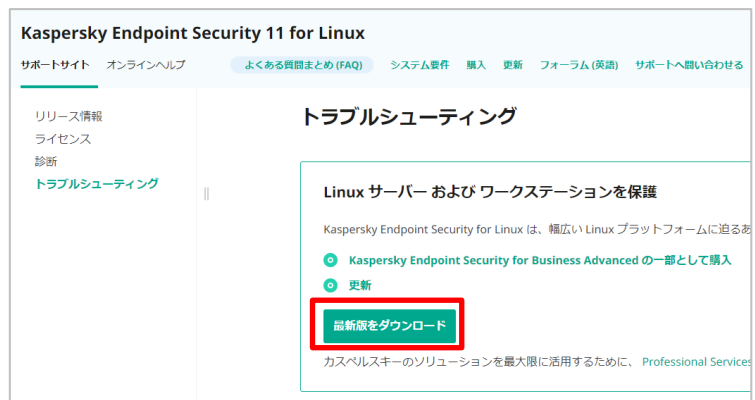 Kaspersky Endpoint Security 11 for Linux
サポートサイト オンラインヘルプ よくある質問まとめ (FAQ) システム要件 購入 更新 フォーラム (英語) サポートへ問い合わせる
リリース情報
ライセンス
診断
トラブルシューティング
トラブルシューティング
Linux サーバー および ワークステーションを保護
Kaspersky Endpoint Security for Linux は、幅広い Linux プラットフォームに迫るあ
Kaspersky Endpoint Security for Business Advanced の一部として購入
更新
最新版をダウンロード
カスペルスキーのソリューションを最大限に活用するために、 Professional Services